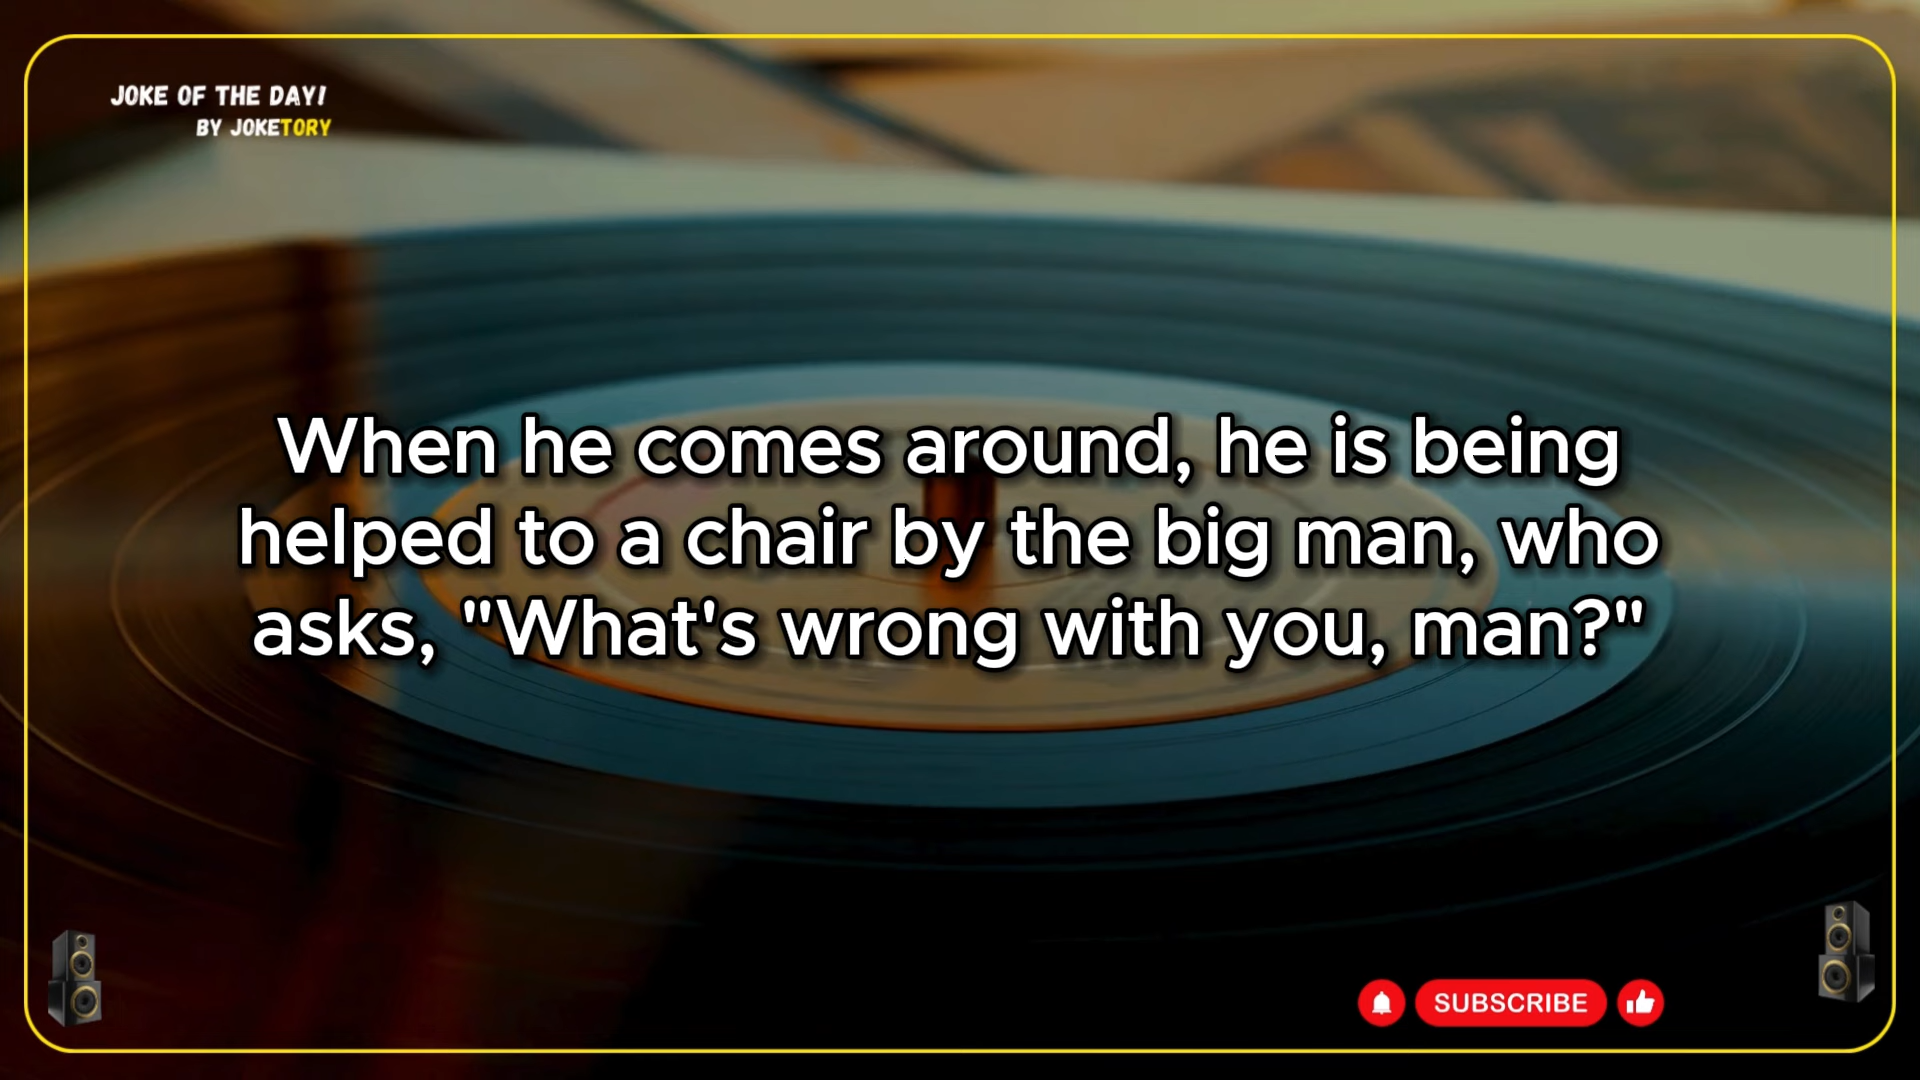 JOKE OF THE DAY!
BY JOKETORY
When he comes around, he is being
helped to a chair by the big man, who
asks, "What's wrong with you, man?"
SUBSCRIBE